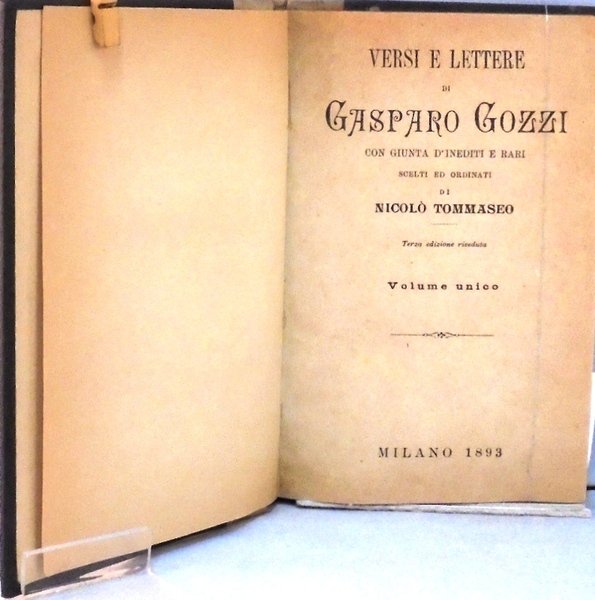 VERSI E LETTERE
DI
GASPARO GOZZI
CON GIUNTA D'INEDITI E RARI
SCELTI ED ORDINATI
DI
NICOLÒ TOMMASEO
Terza edizione riveduta
Volume unico
MILANO 1893